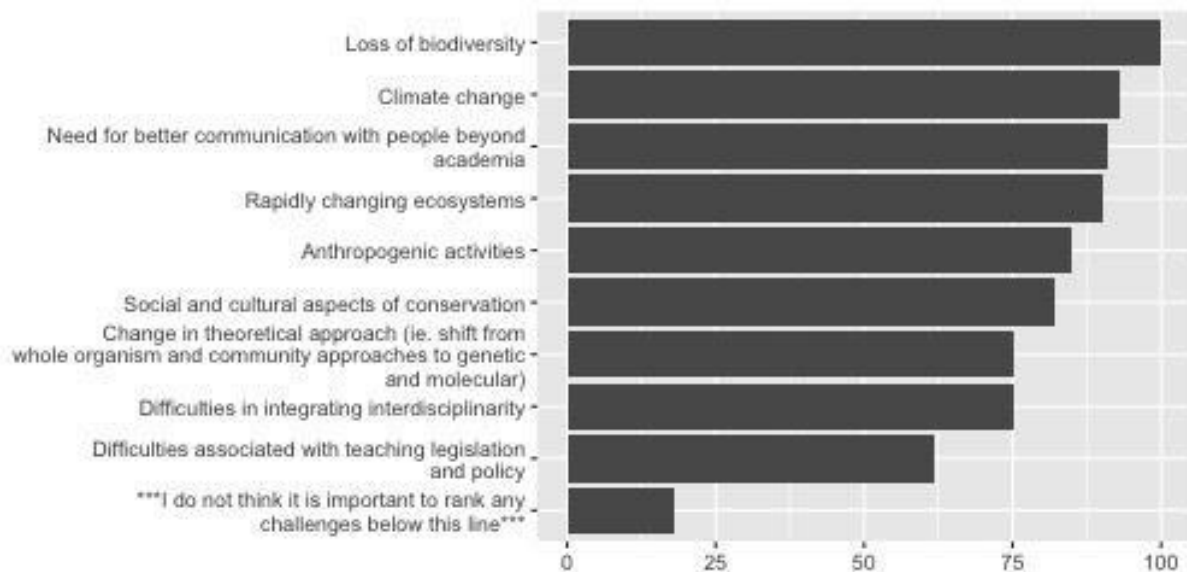 Loss of biodiversity
Climate change
Need for better communication with people beyond
academia
Rapidly changing ecosystems
Anthropogenic activities
Social and cultural aspects of conservation
Change in theoretical approach (ie. shift from
whole organism and community approaches to genetic
and molecular)
Difficulties in integrating interdisciplinarity
Difficulties associated with teaching legislation
and policy
***I do not think it is important to rank any
challenges below this line***
0 25 50 75 100